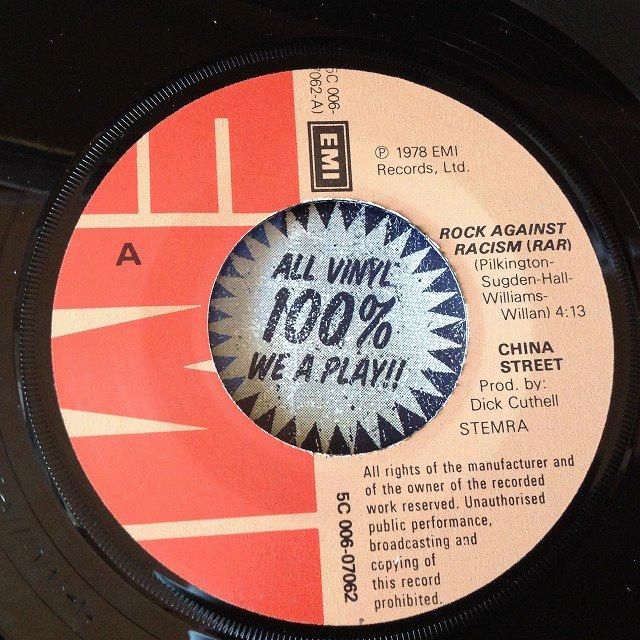 5C 006-
07062-A)
EMI
℗ 1978 EMI
Records, Ltd.
A
ROCK AGAINST
RACISM (RAR)
(Pilkington-
Sugden-Hall-
Williams-
Willan) 4:13
ALL VINYL
100%
WE A PLAY!!
CHINA
STREET
Prod. by:
Dick Cuthell
STEMRA
All rights of the manufacturer and
of the owner of the recorded
work reserved. Unauthorised
public performance,
broadcasting and
copying of
this record
prohibited.
5C 006-07062